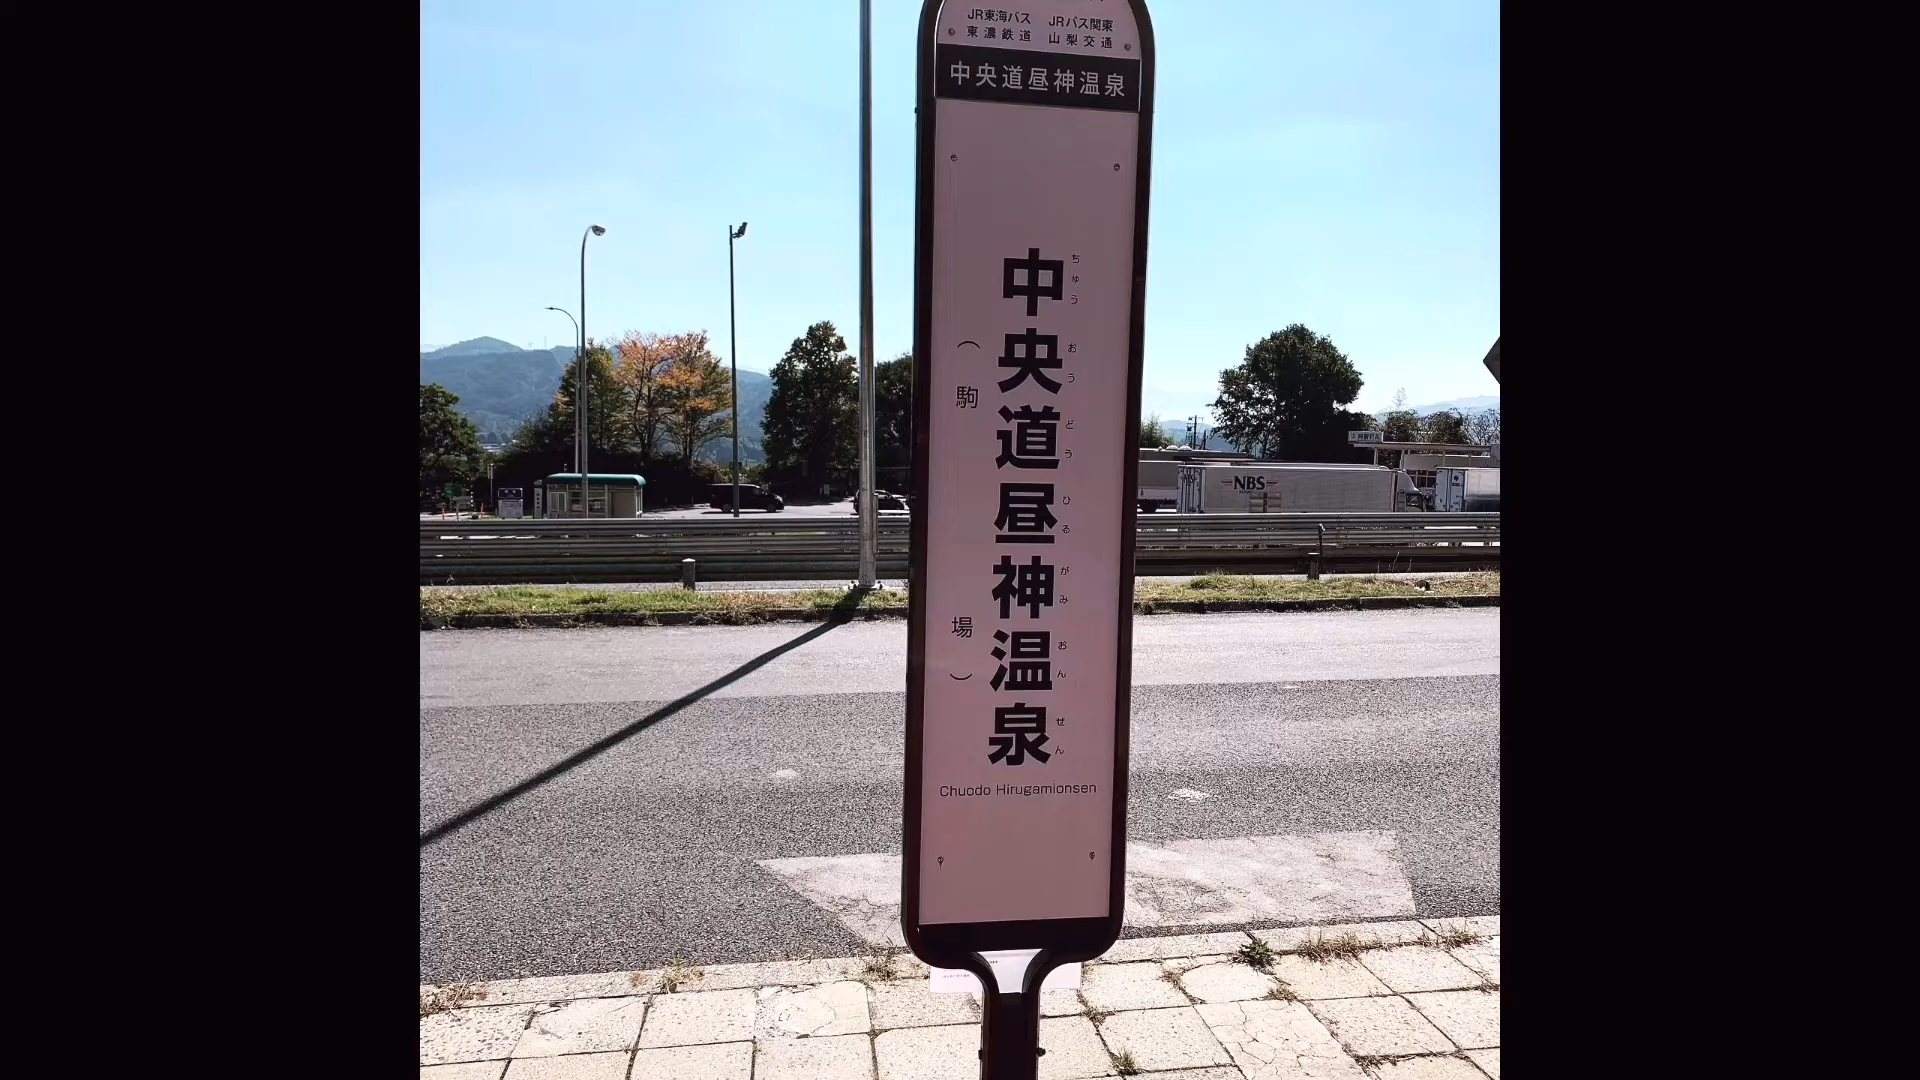 JR東海バス JRバス関東
東濃鉄道 山梨交通
中央道昼神温泉
中央道昼神温泉
ちゅうおうどうひるがみおんせん
（駒場）
Chuodo Hirugamionsen
NBS